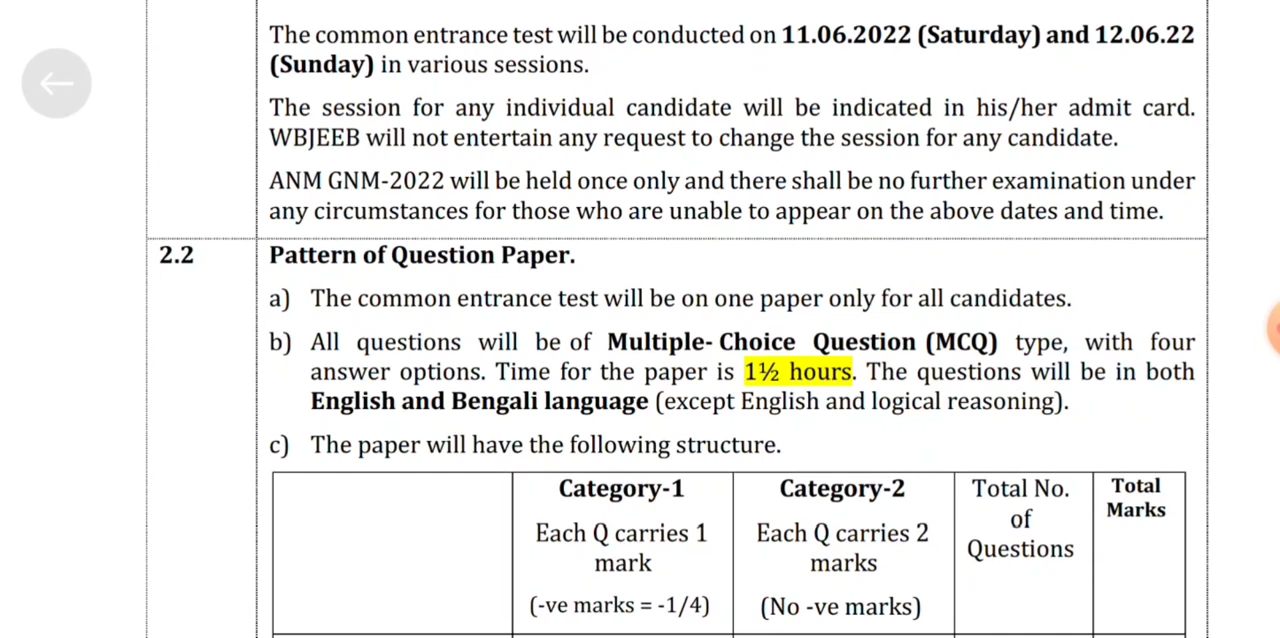 The common entrance test will be conducted on 11.06.2022 (Saturday) and 12.06.22
(Sunday) in various sessions.
The session for any individual candidate will be indicated in his/her admit card.
WBJEEB will not entertain any request to change the session for any candidate.
ANM GNM-2022 will be held once only and there shall be no further examination under
any circumstances for those who are unable to appear on the above dates and time.
2.2 Pattern of Question Paper.
a) The common entrance test will be on one paper only for all candidates.
b) All questions will be of Multiple- Choice Question (MCQ) type, with four
answer options. Time for the paper is 1½ hours. The questions will be in both
English and Bengali language (except English and logical reasoning).
c) The paper will have the following structure.
Category-1
Each Q carries 1
mark
(-ve marks = -1/4)
Category-2
Each Q carries 2
marks
(No -ve marks)
Total No.
of
Questions
Total
Marks